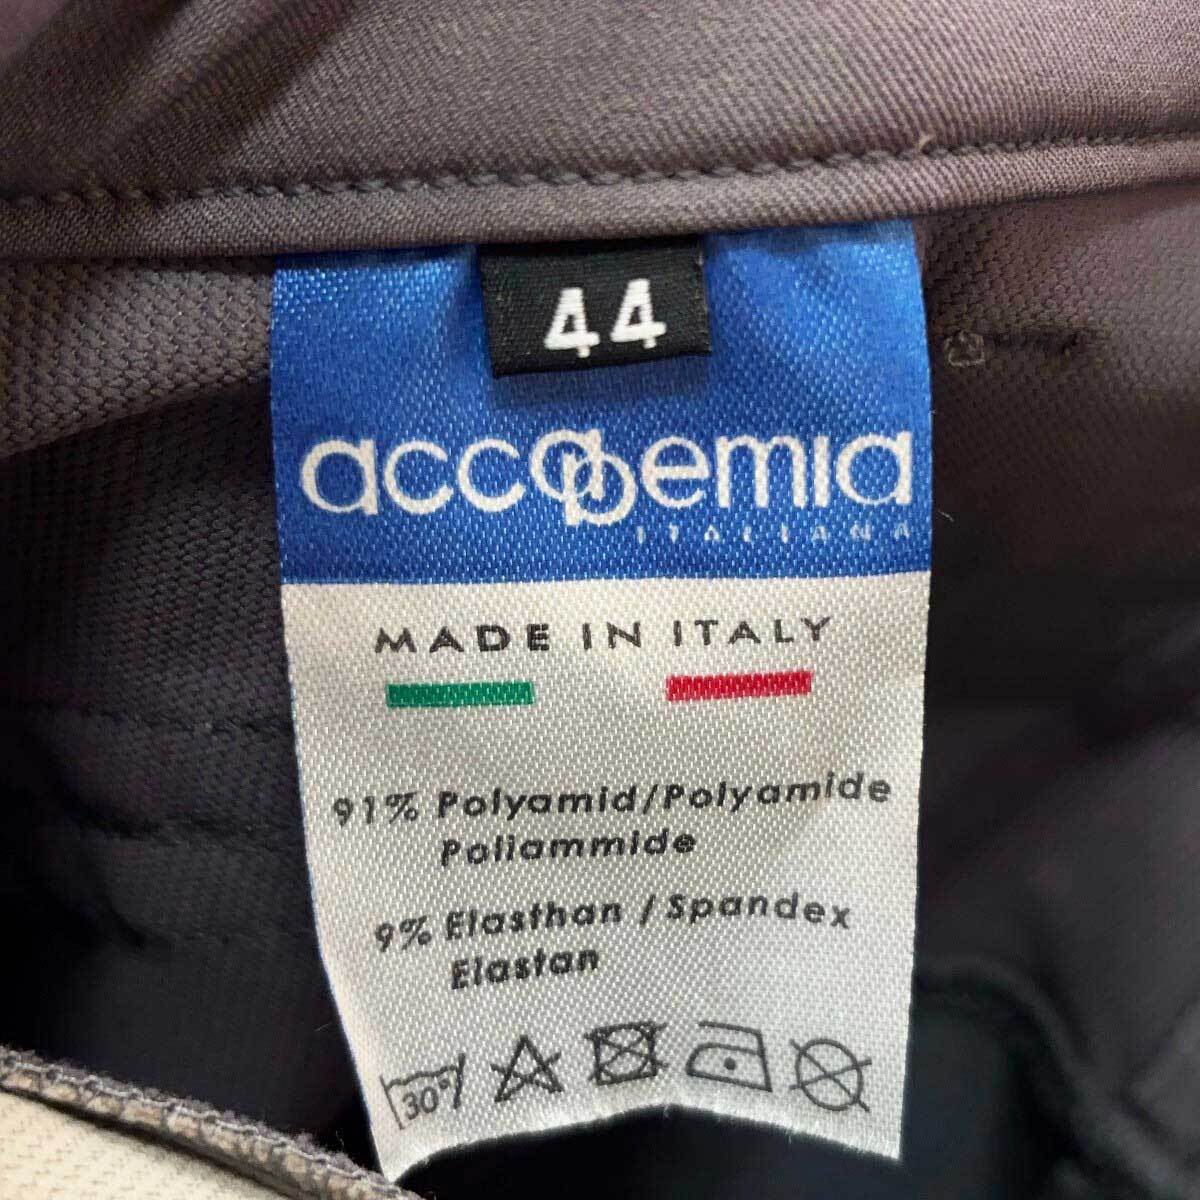 44
accademia
ITALIANA
MADE IN ITALY
91% Polyamid/Polyamide
Poliammide
9% Elasthan / Spandex
Elastan
30°